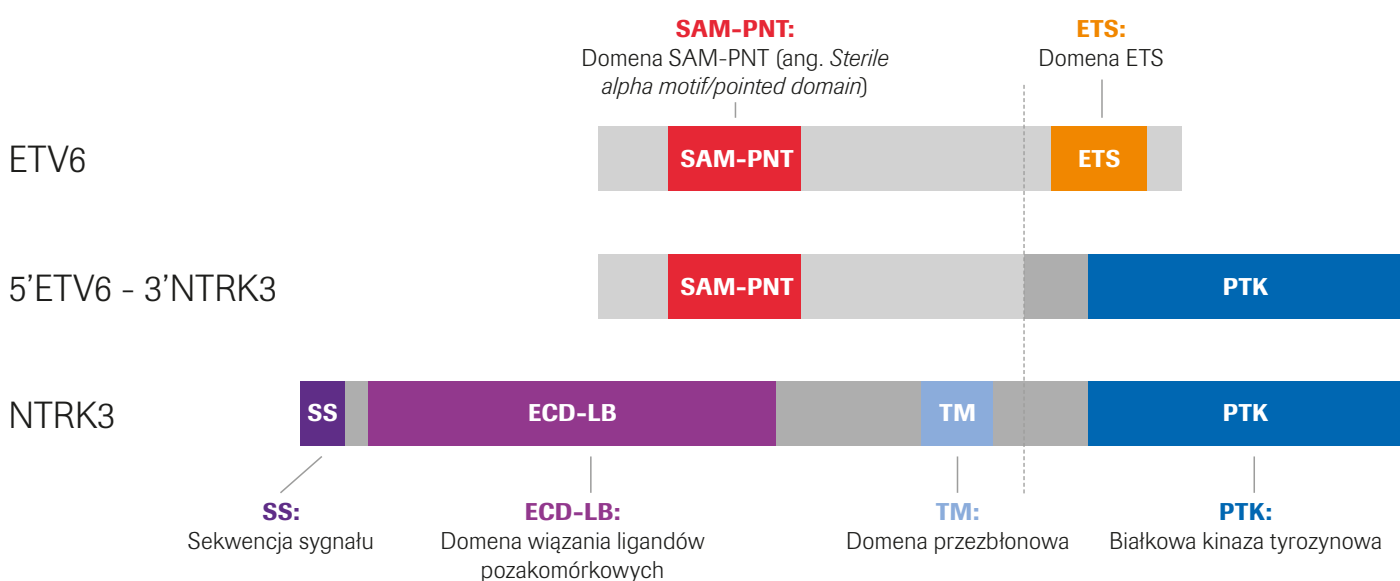 SAM-PNT:
Domena SAM-PNT (ang. Sterile
alpha motif/pointed domain)
ETS:
Domena ETS
ETV6
SAM-PNT
ETS
5'ETV6 - 3'NTRK3
SAM-PNT
PTK
NTRK3
SS
ECD-LB
TM
PTK
SS:
Sekwencja sygnału
ECD-LB:
Domena wiązania ligandów
pozakomórkowych
TM:
Domena przezbłonowa
PTK:
Białkowa kinaza tyrozynowa